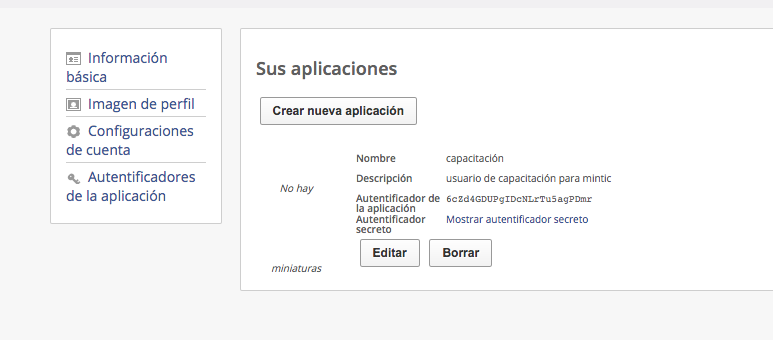 Información
básica
Imagen de perfil
Configuraciones
de cuenta
Autentificadores
de la aplicación
Sus aplicaciones
Crear nueva aplicación
No hay
miniaturas
Nombre capacitación
Descripción usuario de capacitación para mintic
Autentificador de
la aplicación 6cZd4GDUPgIDcNLrTu5agPDmr
Autentificador
secreto Mostrar autentificador secreto
Editar Borrar